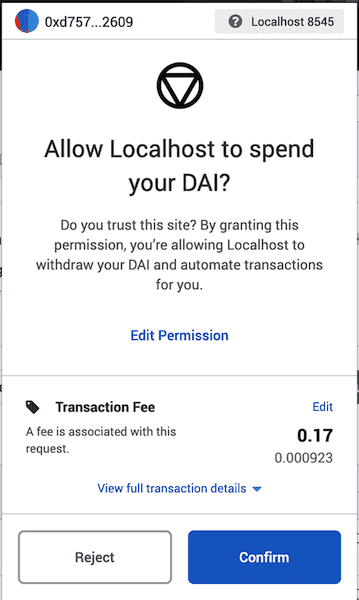 0xd757...2609
Localhost 8545
Allow Localhost to spend
your DAI?
Do you trust this site? By granting this
permission, you’re allowing Localhost to
withdraw your DAI and automate transactions
for you.
Edit Permission
Transaction Fee
Edit
A fee is associated with this
request.
0.17
0.000923
View full transaction details
Reject
Confirm